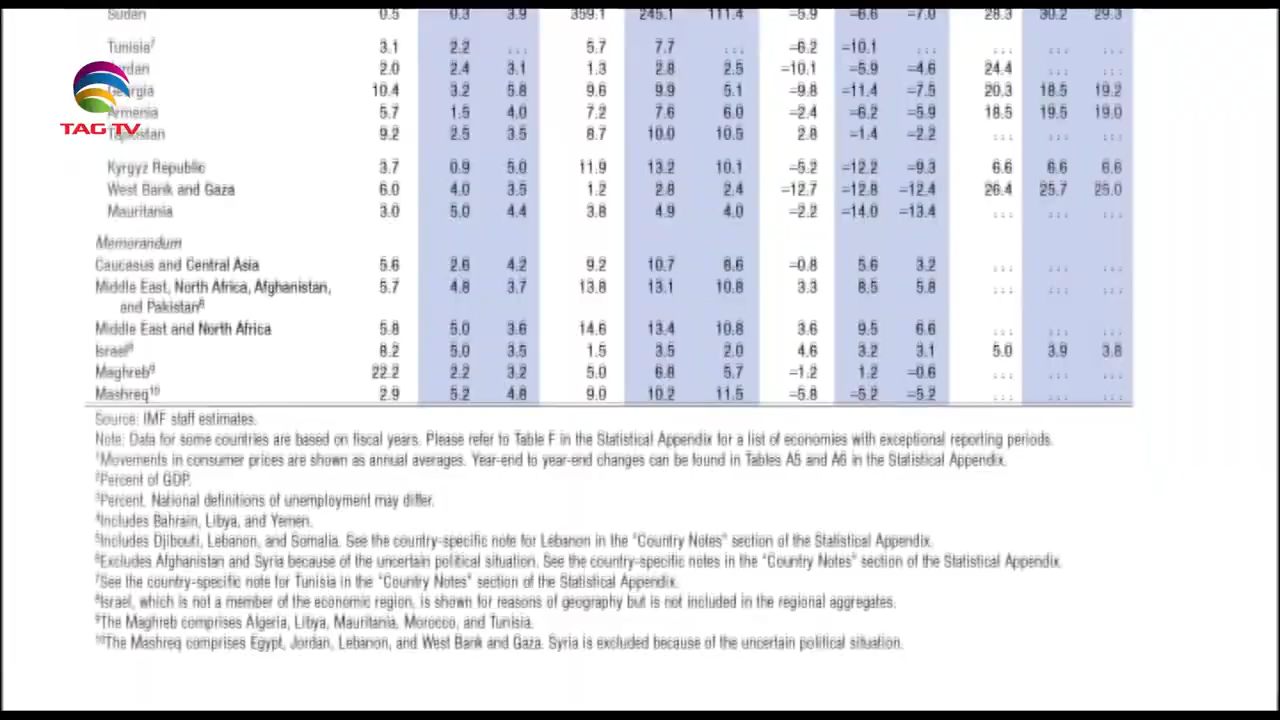 Sudan 0.5 0.3 3.9 359.1 245.1 111.4 –5.9 –6.6 –7.0 28.3 30.2 29.3
Tunisia7 3.1 2.2 ... 5.7 7.7 ... –6.2 –10.1 ... ... ... ...
Jordan 2.0 2.4 3.1 1.3 2.8 2.5 –10.1 –5.9 –4.6 24.4 ... ...
Georgia 10.4 3.2 5.8 9.6 9.9 5.1 –9.8 –11.4 –7.5 20.3 18.5 19.2
Armenia 5.7 1.5 4.0 7.2 7.6 6.0 –2.4 –6.2 –5.9 18.5 19.5 19.0
TAG TV
Tajikistan 9.2 2.5 3.5 8.7 10.0 10.5 2.8 –1.4 –2.2 ... ... ...
Kyrgyz Republic 3.7 0.9 5.0 11.9 13.2 10.1 –5.2 –12.2 –9.3 6.6 6.6 6.6
West Bank and Gaza 6.0 4.0 3.5 1.2 2.8 2.4 –12.7 –12.8 –12.4 26.4 25.7 25.0
Mauritania 3.0 5.0 4.4 3.8 4.9 4.0 –2.2 –14.0 –13.4 ... ... ...
Memorandum
Caucasus and Central Asia 5.6 2.6 4.2 9.2 10.7 8.6 –0.8 5.6 3.2 ... ... ...
Middle East, North Africa, Afghanistan, 5.7 4.8 3.7 13.8 13.1 10.8 3.3 8.5 5.8 ... ... ...
and Pakistan6
Middle East and North Africa 5.8 5.0 3.6 14.6 13.4 10.8 3.6 9.5 6.6 ... ... ...
Israel8 8.2 5.0 3.5 1.5 3.5 2.0 4.6 3.2 3.1 5.0 3.9 3.8
Maghreb9 22.2 2.2 3.2 5.0 6.8 5.7 –1.2 1.2 –0.6 ... ... ...
Mashreq10 2.9 5.2 4.8 9.0 10.2 11.5 –5.8 –5.2 –5.2 ... ... ...
Source: IMF staff estimates.
Note: Data for some countries are based on fiscal years. Please refer to Table F in the Statistical Appendix for a list of economies with exceptional reporting periods.
1Movements in consumer prices are shown as annual averages. Year-end to year-end changes can be found in Tables A5 and A6 in the Statistical Appendix.
2Percent of GDP.
3Percent. National definitions of unemployment may differ.
4Includes Bahrain, Libya, and Yemen.
5Includes Djibouti, Lebanon, and Somalia. See the country-specific note for Lebanon in the "Country Notes" section of the Statistical Appendix.
6Excludes Afghanistan and Syria because of the uncertain political situation. See the country-specific notes in the "Country Notes" section of the Statistical Appendix.
7See the country-specific note for Tunisia in the "Country Notes" section of the Statistical Appendix.
8Israel, which is not a member of the economic region, is shown for reasons of geography but is not included in the regional aggregates.
9The Maghreb comprises Algeria, Libya, Mauritania, Morocco, and Tunisia.
10The Mashreq comprises Egypt, Jordan, Lebanon, and West Bank and Gaza. Syria is excluded because of the uncertain political situation.